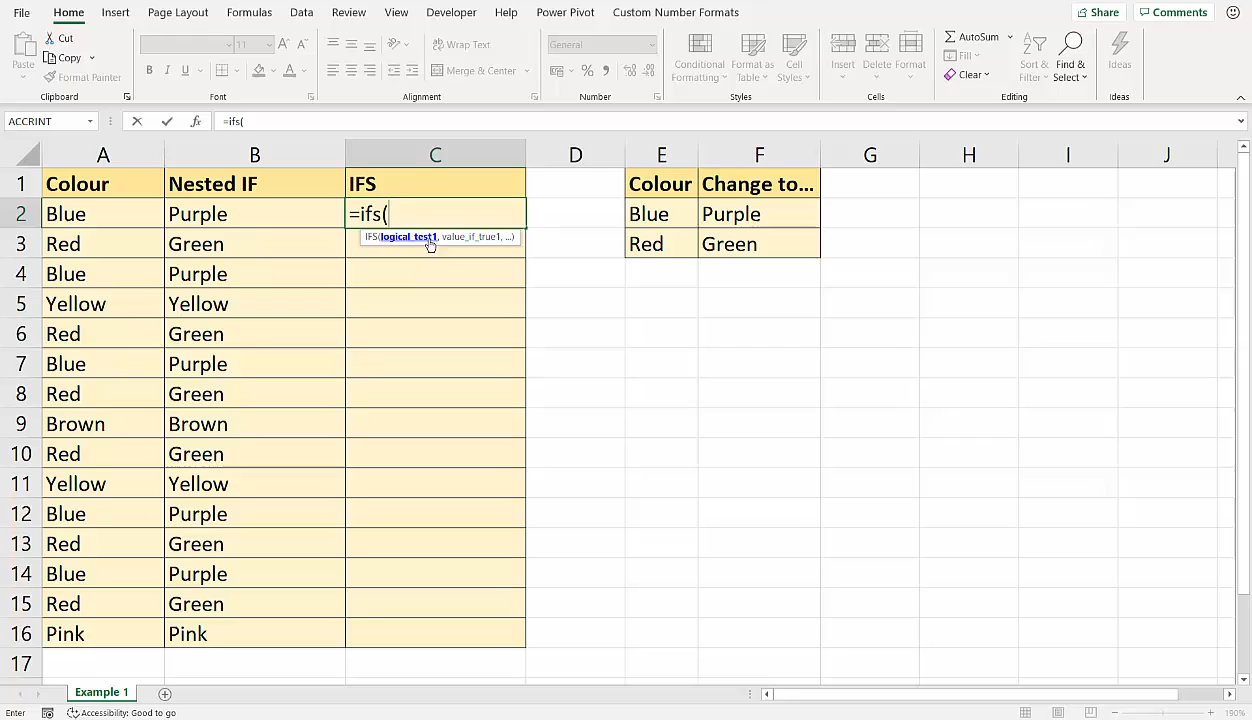 File Home Insert Page Layout Formulas Data Review View Developer Help Power Pivot Custom Number Formats Share Comments
Paste Cut Copy Format Painter
Clipboard
11 A A
B I U A
Font
Wrap Text
Merge & Center
Alignment
General
% ,
Number
Conditional Formatting Format as Table Cell Styles
Styles
Insert Delete Format
Cells
AutoSum Fill Clear
Sort & Filter Find & Select
Editing
Ideas
Ideas
ACCRINT fx =ifs(
A B C D E F G H I J
1 Colour Nested IF IFS Colour Change to...
2 Blue Purple =ifs( Blue Purple
IFS(logical_test1, value_if_true1, ...)
3 Red Green Red Green
4 Blue Purple
5 Yellow Yellow
6 Red Green
7 Blue Purple
8 Red Green
9 Brown Brown
10 Red Green
11 Yellow Yellow
12 Blue Purple
13 Red Green
14 Blue Purple
15 Red Green
16 Pink Pink
17
Example 1
Enter Accessibility: Good to go 190%